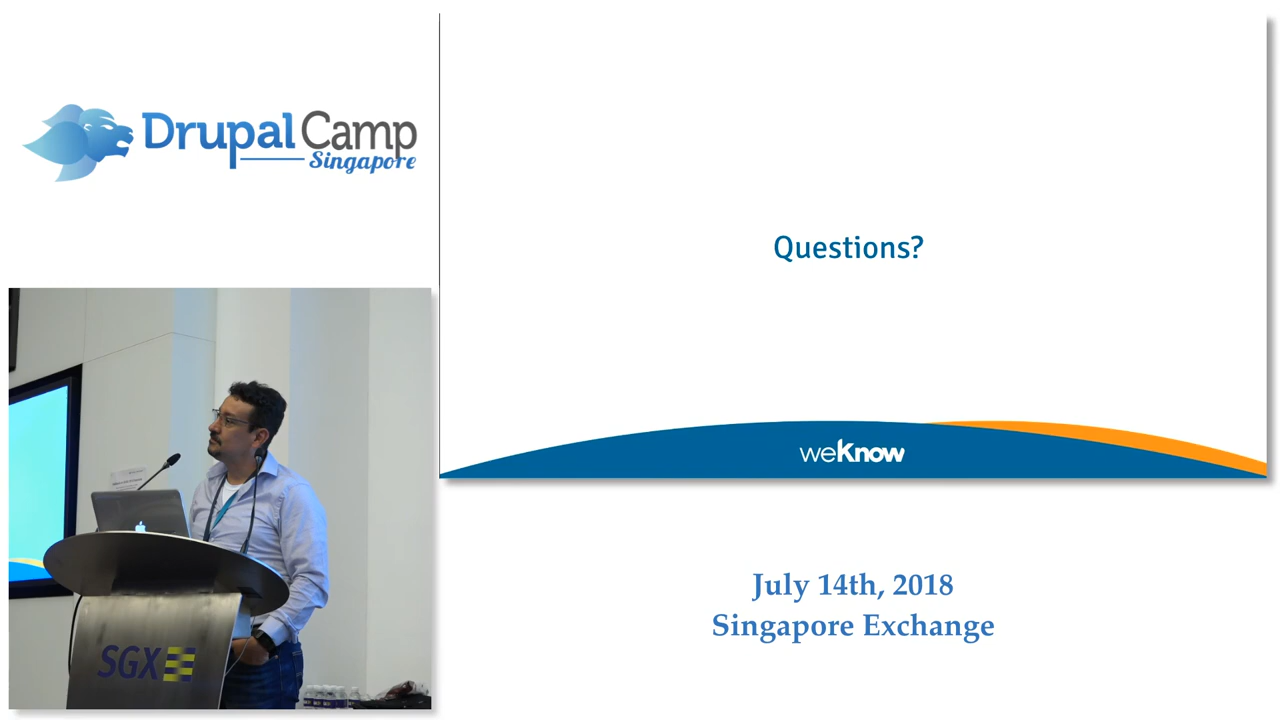 Drupal Camp
Singapore
Questions?
weKnow
July 14th, 2018
Singapore Exchange
SGX